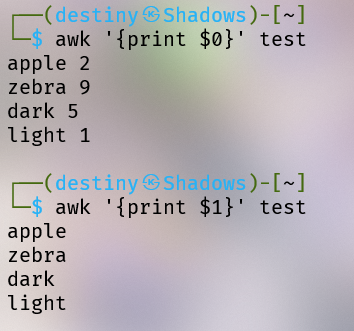 ┌──(destiny㉿Shadows)-[~]
└─$ awk '{print $0}' test
apple 2
zebra 9
dark 5
light 1
┌──(destiny㉿Shadows)-[~]
└─$ awk '{print $1}' test
apple
zebra
dark
light